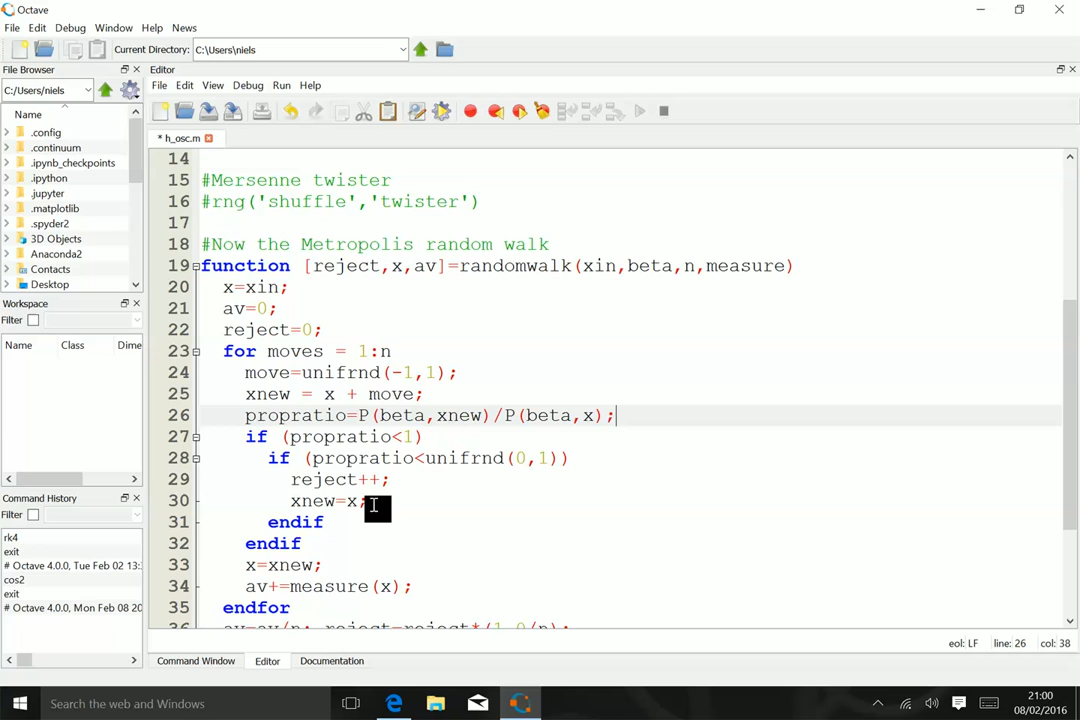 Octave
File Edit Debug Window Help News
Current Directory: C:\Users\niels
File Browser
C:/Users/niels
Name
.config
.continuum
.ipynb_checkpoints
.ipython
.jupyter
.matplotlib
.spyder2
3D Objects
Anaconda2
Contacts
Desktop
Workspace
Filter
Name Class Dime
Command History
Filter
rk4
exit
# Octave 4.0.0, Tue Feb 02 13:
cos2
exit
# Octave 4.0.0, Mon Feb 08 20
Editor
File Edit View Debug Run Help
* h_osc.m
14
15 #Mersenne twister
16 #rng('shuffle','twister')
17
18 #Now the Metropolis random walk
19 function [reject,x,av]=randomwalk(xin,beta,n,measure)
20 x=xin;
21 av=0;
22 reject=0;
23 for moves = 1:n
24 move=unifrnd(-1,1);
25 xnew = x + move;
26 propratio=P(beta,xnew)/P(beta,x);
27 if (propratio<1)
28 if (propratio<unifrnd(0,1))
29 reject++;
30 xnew=x;
31 endif
32 endif
33 x=xnew;
34 av+=measure(x);
35 endfor
36 av=av/n; reject=reject*(1.0/n);
eol: LF line: 26 col: 38
Command Window Editor Documentation
Search the web and Windows
21:00
08/02/2016